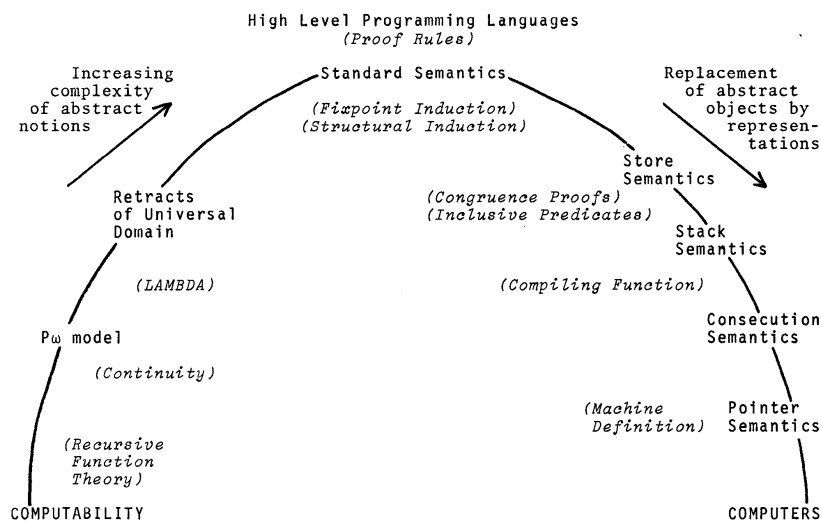 High Level Programming Languages
(Proof Rules)
Increasing
complexity
of abstract
notions
Standard Semantics
Replacement
of abstract
objects by
represen-
tations
(Fixpoint Induction)
(Structural Induction)
Store
Semantics
Retracts
of Universal
Domain
(Congruence Proofs)
(Inclusive Predicates)
Stack
Semantics
(LAMBDA)
(Compiling Function)
Pω model
Consecution
Semantics
(Continuity)
(Machine
Definition)
Pointer
Semantics
(Recursive
Function
Theory)
COMPUTABILITY
COMPUTERS